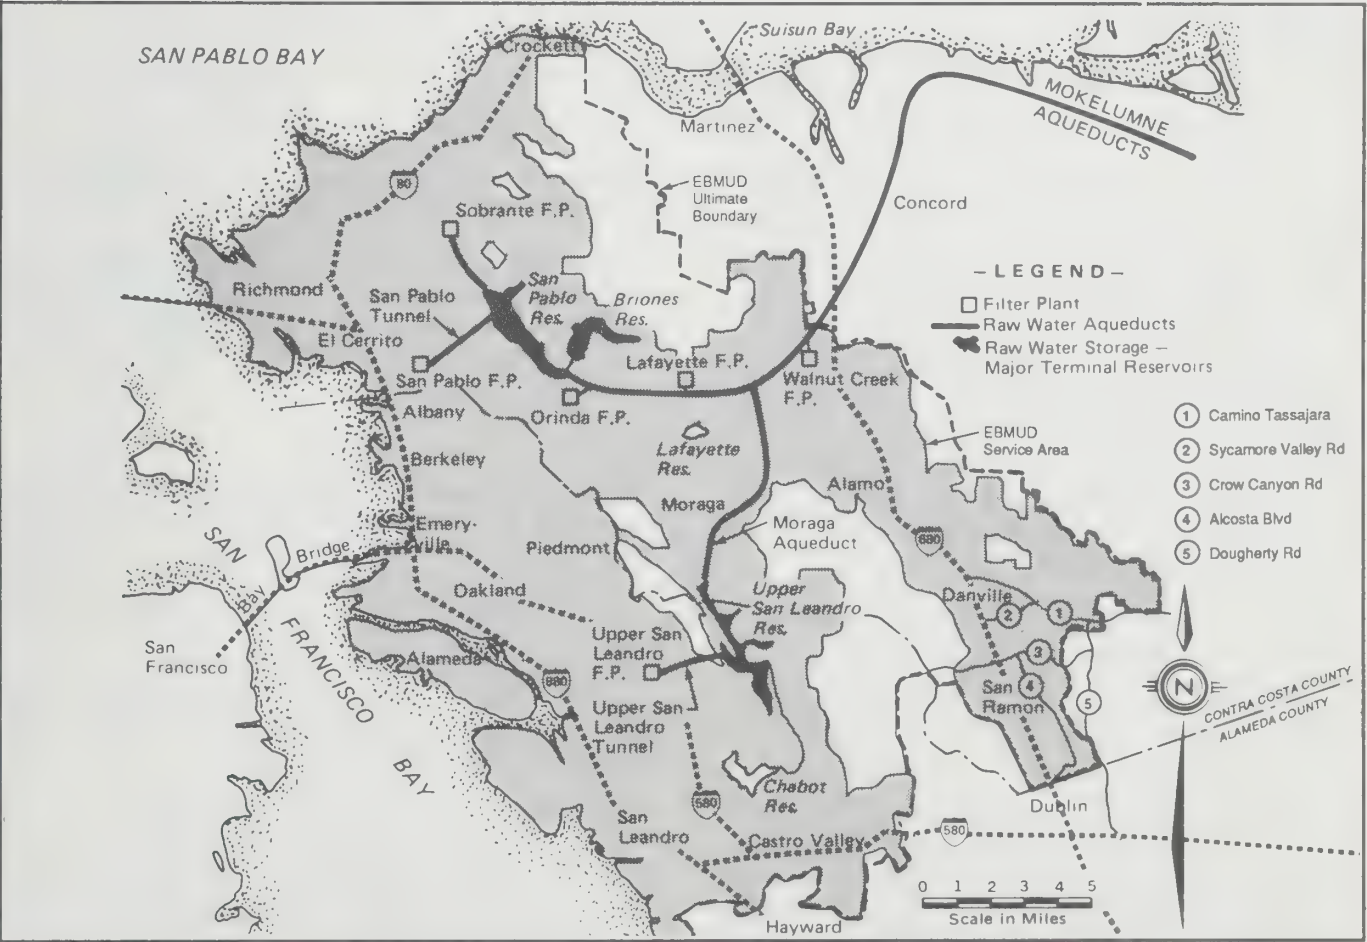 SAN PABLO BAY
Crockett
Suisun Bay
MOKELUMNE
AQUEDUCTS
Martinez
80
EBMUD
Ultimate
Boundary
Concord
Sobrante F.P.
– LEGEND –
Filter Plant
Raw Water Aqueducts
Raw Water Storage –
Major Terminal Reservoirs
Richmond
San Pablo
Tunnel
San
Pablo
Res.
Briones
Res.
El Cerrito
San Pablo F.P.
Lafayette F.P.
Walnut Creek
F.P.
Albany
Orinda F.P.
1 Camino Tassajara
2 Sycamore Valley Rd
3 Crow Canyon Rd
4 Alcosta Blvd
5 Dougherty Rd
EBMUD
Service Area
Berkeley
Lafayette
Res.
Moraga
Alamo
Emery-
ville
Piedmont
Moraga
Aqueduct
680
SAN
FRANCISCO
BAY
Bay
Bridge
Oakland
Upper
San Leandro
Res.
Danville
2
1
San
Francisco
Upper San
Leandro
F.P.
Alameda
3
880
San
Ramon
4
5
N
CONTRA COSTA COUNTY
ALAMEDA COUNTY
Upper San
Leandro
Tunnel
Chabot
Res.
580
San
Leandro
Dublin
Castro Valley
580
0 1 2 3 4 5
Scale in Miles
Hayward